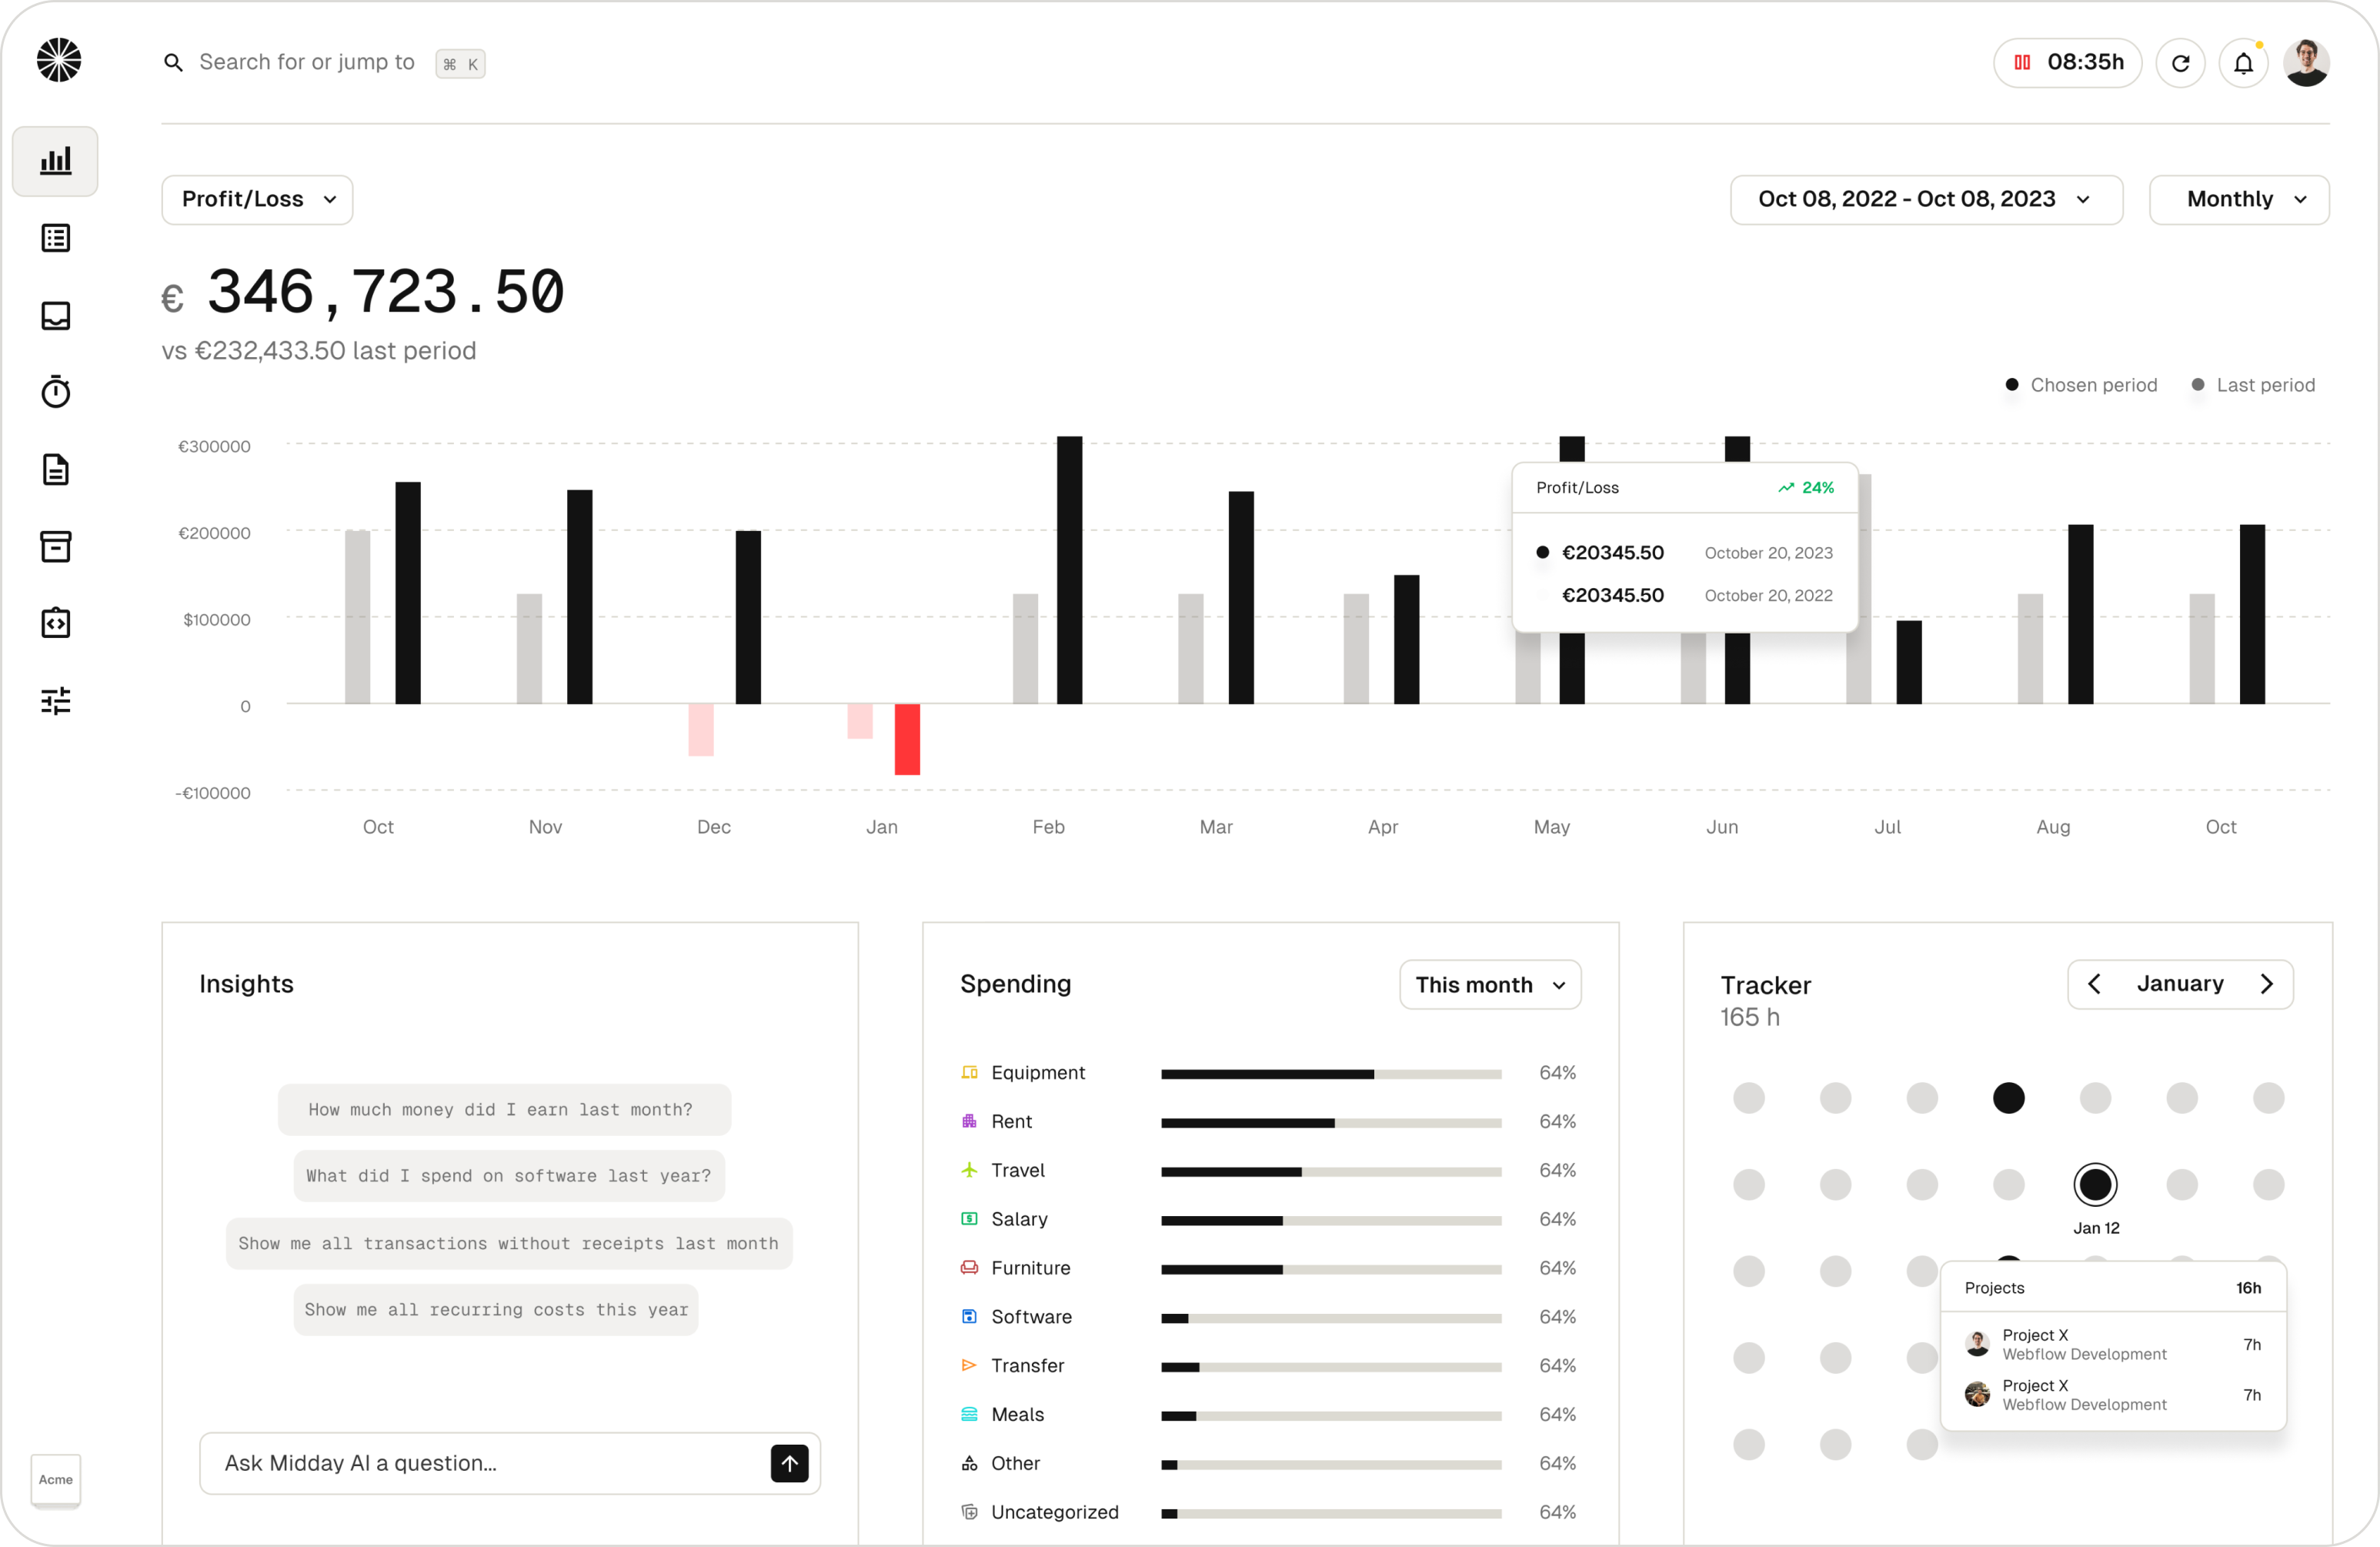 Search for or jump to ⌘ K
08:35h
Profit/Loss
Oct 08, 2022 - Oct 08, 2023
Monthly
€ 346,723.50
vs €232,433.50 last period
Chosen period
Last period
€300000
€200000
$100000
0
-€100000
Profit/Loss 24%
€20345.50 October 20, 2023
€20345.50 October 20, 2022
Oct Nov Dec Jan Feb Mar Apr May Jun Jul Aug Oct
Insights
How much money did I earn last month?
What did I spend on software last year?
Show me all transactions without receipts last month
Show me all recurring costs this year
Ask Midday AI a question...
Spending
This month
Equipment 64%
Rent 64%
Travel 64%
Salary 64%
Furniture 64%
Software 64%
Transfer 64%
Meals 64%
Other 64%
Uncategorized 64%
Tracker
165 h
January
Jan 12
Projects 16h
Project X
Webflow Development
7h
Project X
Webflow Development
7h
Acme